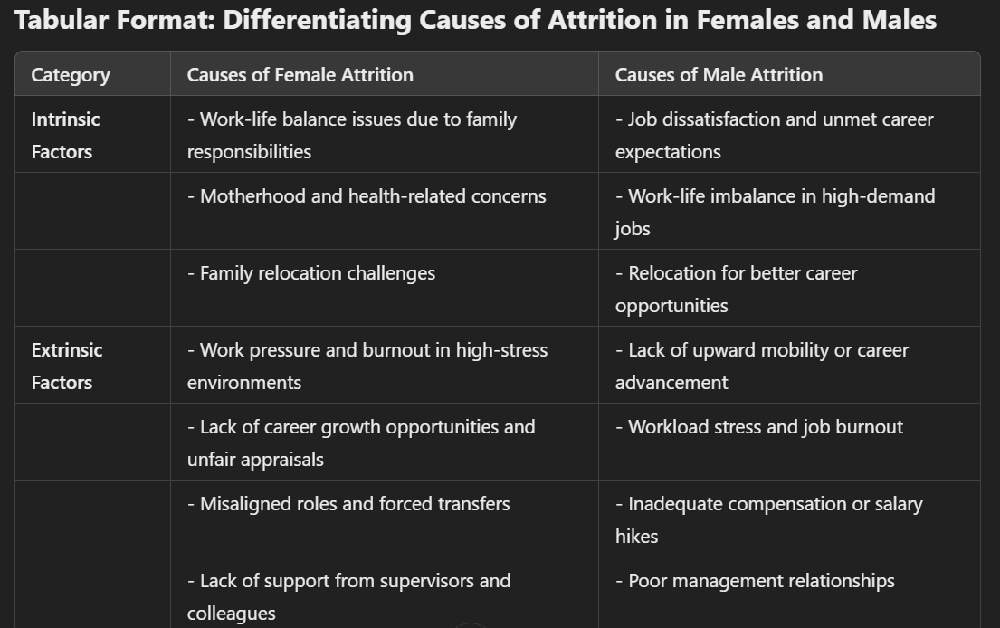 Tabular Format: Differentiating Causes of Attrition in Females and Males
Category Causes of Female Attrition Causes of Male Attrition
Intrinsic
Factors
- Work-life balance issues due to family
responsibilities
- Job dissatisfaction and unmet career
expectations
- Motherhood and health-related concerns
- Work-life imbalance in high-demand
jobs
- Family relocation challenges
- Relocation for better career
opportunities
Extrinsic
Factors
- Work pressure and burnout in high-stress
environments
- Lack of upward mobility or career
advancement
- Lack of career growth opportunities and
unfair appraisals
- Workload stress and job burnout
- Misaligned roles and forced transfers
- Inadequate compensation or salary
hikes
- Lack of support from supervisors and
colleagues
- Poor management relationships